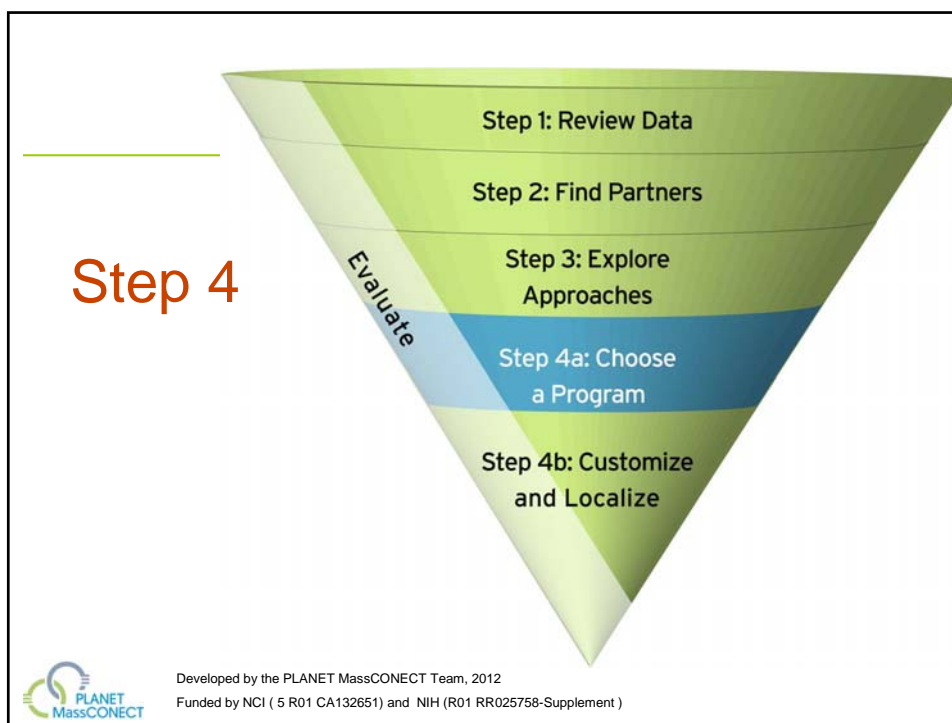 Step 4
Step 1: Review Data
Step 2: Find Partners
Step 3: Explore
Approaches
Step 4a: Choose
a Program
Step 4b: Customize
and Localize
Evaluate
PLANET
MassCONECT
Developed by the PLANET MassCONECT Team, 2012
Funded by NCI ( 5 R01 CA132651) and NIH (R01 RR025758-Supplement )